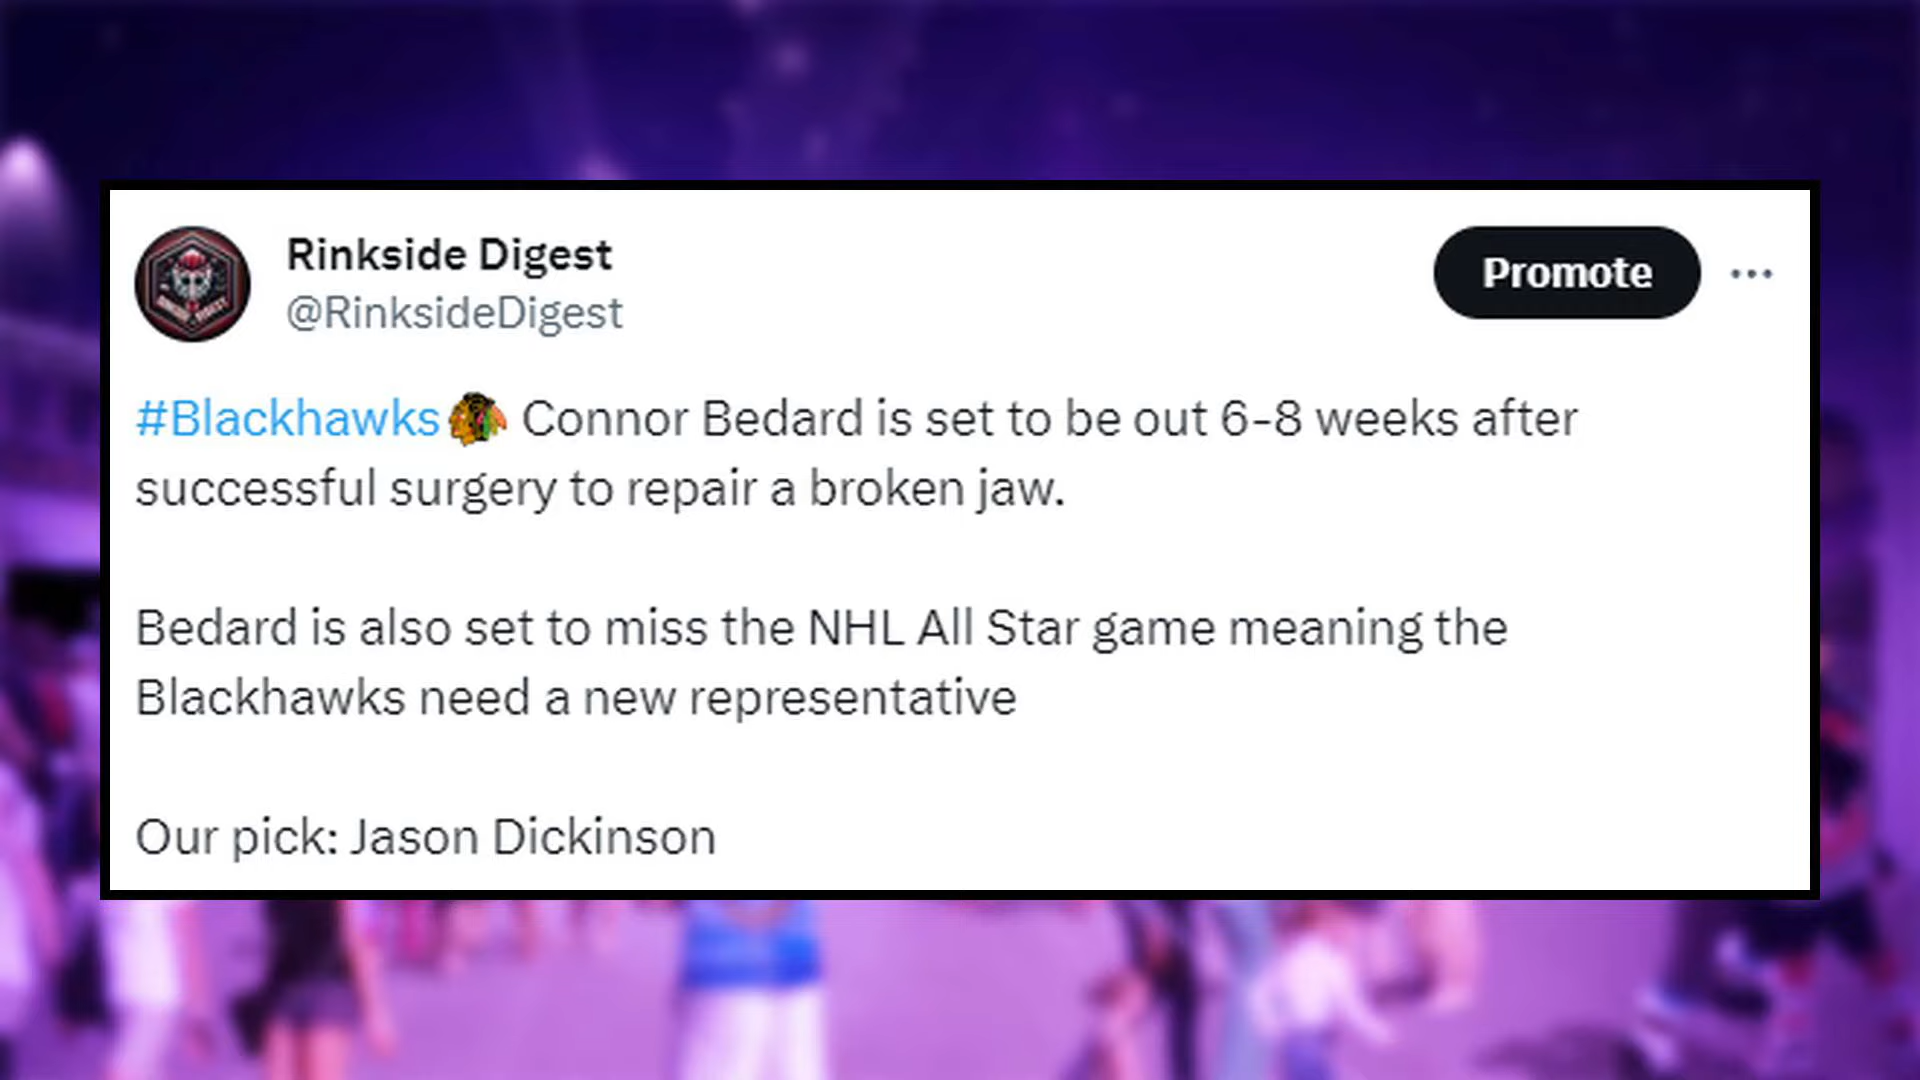 Rinkside Digest
@RinksideDigest
Promote
#Blackhawks Connor Bedard is set to be out 6-8 weeks after
successful surgery to repair a broken jaw.
Bedard is also set to miss the NHL All Star game meaning the
Blackhawks need a new representative
Our pick: Jason Dickinson